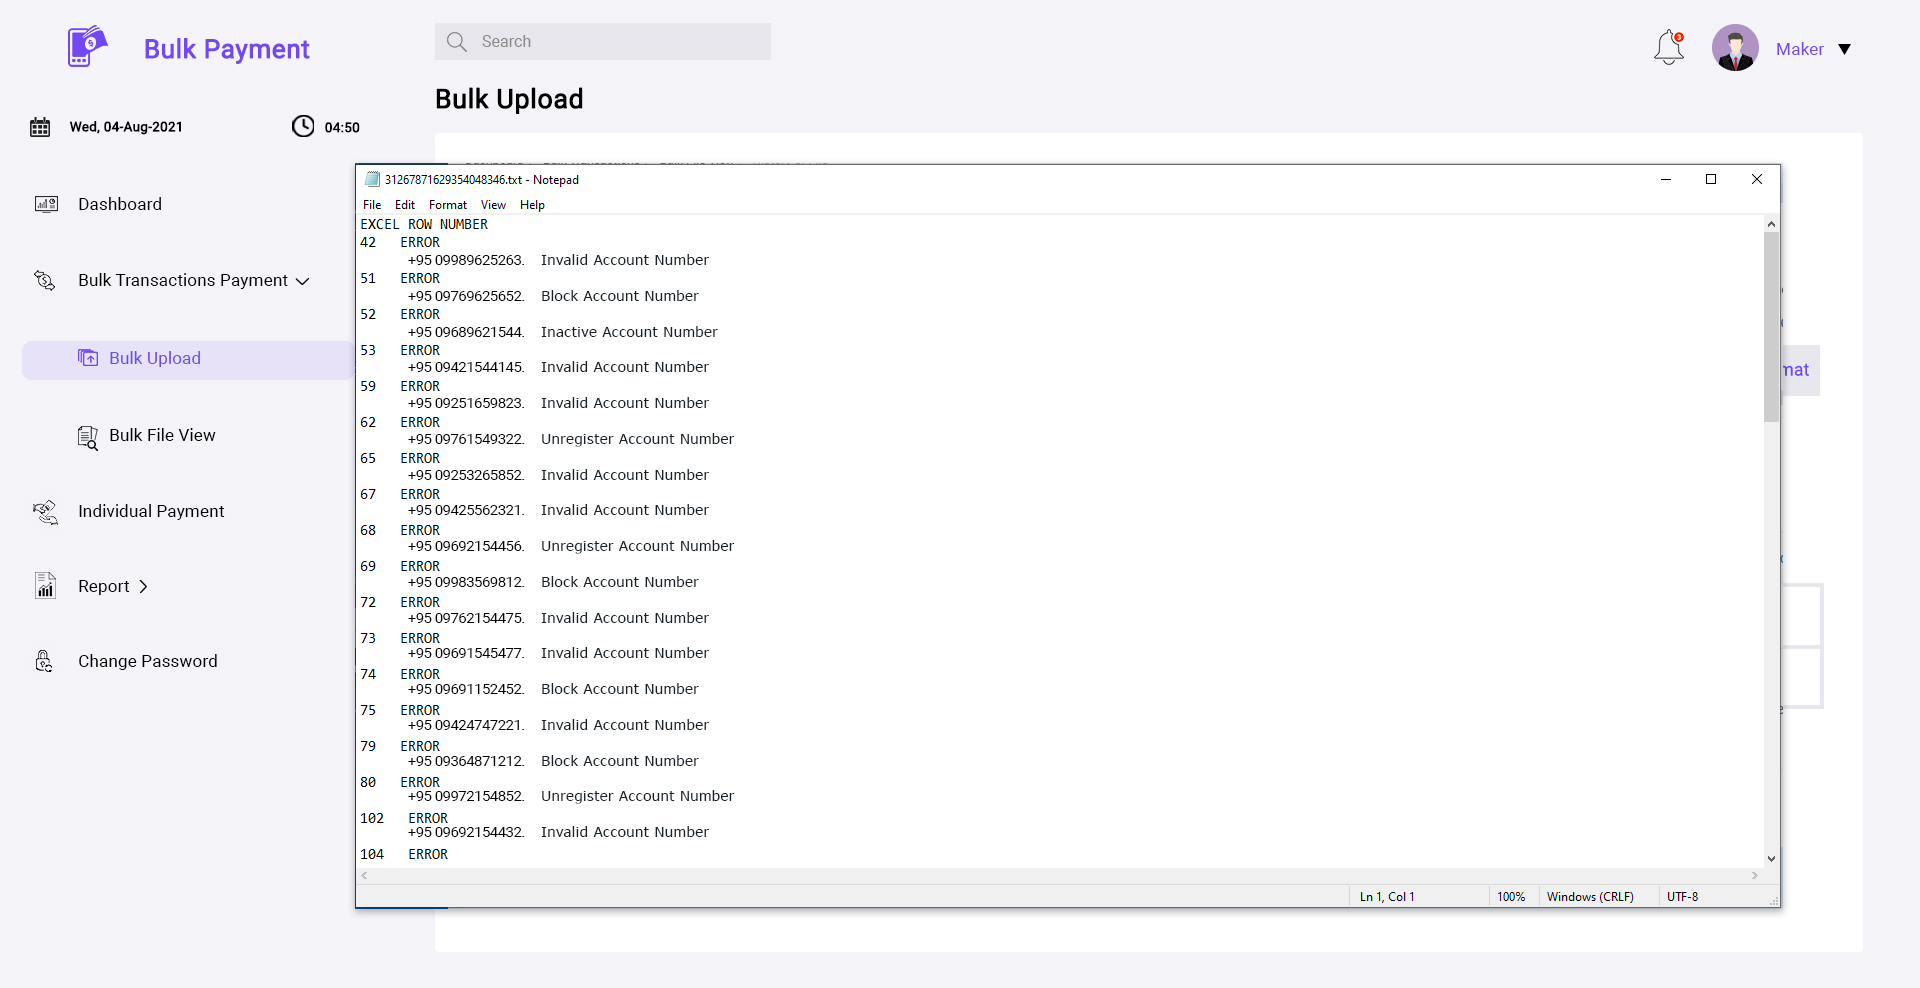 Bulk Payment
Search
3
Maker
Bulk Upload
Wed, 04-Aug-2021
04:50
Dashboard
Bulk Transactions Payment
Bulk Upload
Bulk File View
Individual Payment
Report
Change Password
31267871629354048346.txt - Notepad
File Edit Format View Help
EXCEL ROW NUMBER
42 ERROR
+95 09989625263. Invalid Account Number
51 ERROR
+95 09769625652. Block Account Number
52 ERROR
+95 09689621544. Inactive Account Number
53 ERROR
+95 09421544145. Invalid Account Number
59 ERROR
+95 09251659823. Invalid Account Number
62 ERROR
+95 09761549322. Unregister Account Number
65 ERROR
+95 09253265852. Invalid Account Number
67 ERROR
+95 09425562321. Invalid Account Number
68 ERROR
+95 09692154456. Unregister Account Number
69 ERROR
+95 09983569812. Block Account Number
72 ERROR
+95 09762154475. Invalid Account Number
73 ERROR
+95 09691545477. Invalid Account Number
74 ERROR
+95 09691152452. Block Account Number
75 ERROR
+95 09424747221. Invalid Account Number
79 ERROR
+95 09364871212. Block Account Number
80 ERROR
+95 09972154852. Unregister Account Number
102 ERROR
+95 09692154432. Invalid Account Number
104 ERROR
mat
Ln 1, Col 1 100% Windows (CRLF) UTF-8